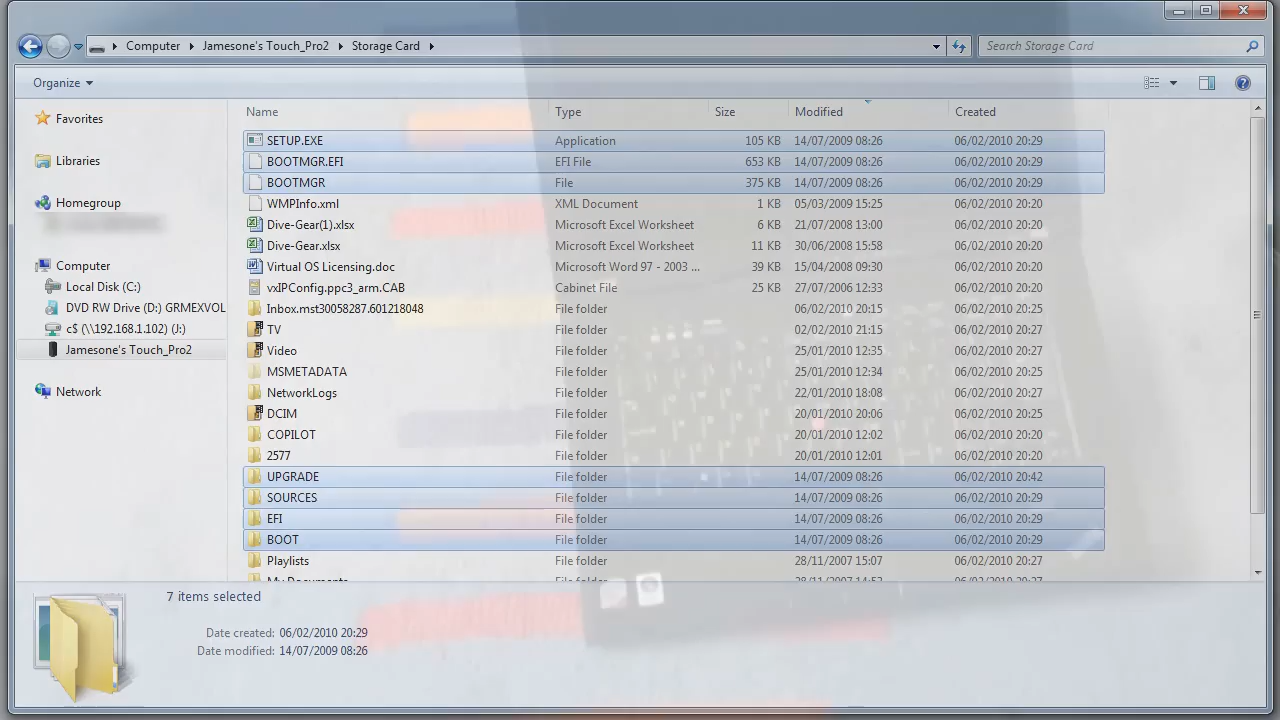 Computer Jamesone's Touch_Pro2 Storage Card Search Storage Card
Organize
Name Type Size Modified Created
Favorites
Libraries
Homegroup
Computer
Local Disk (C:)
DVD RW Drive (D:) GRMEXVOL
c$ (\\192.168.1.102) (J:)
Jamesone's Touch_Pro2
Network
SETUP.EXE Application 105 KB 14/07/2009 08:26 06/02/2010 20:29
BOOTMGR.EFI EFI File 653 KB 14/07/2009 08:26 06/02/2010 20:29
BOOTMGR File 375 KB 14/07/2009 08:26 06/02/2010 20:29
WMPInfo.xml XML Document 1 KB 05/03/2009 15:25 06/02/2010 20:20
Dive-Gear(1).xlsx Microsoft Excel Worksheet 6 KB 21/07/2008 13:00 06/02/2010 20:20
Dive-Gear.xlsx Microsoft Excel Worksheet 11 KB 30/06/2008 15:58 06/02/2010 20:20
Virtual OS Licensing.doc Microsoft Word 97 - 2003 ... 39 KB 15/04/2008 09:30 06/02/2010 20:20
vxIPConfig.ppc3_arm.CAB Cabinet File 25 KB 27/07/2006 12:33 06/02/2010 20:20
Inbox.mst30058287.601218048 File folder 06/02/2010 20:15 06/02/2010 20:25
TV File folder 02/02/2010 21:15 06/02/2010 20:27
Video File folder 25/01/2010 12:35 06/02/2010 20:27
MSMETADATA File folder 25/01/2010 12:34 06/02/2010 20:25
NetworkLogs File folder 22/01/2010 18:08 06/02/2010 20:27
DCIM File folder 20/01/2010 20:06 06/02/2010 20:25
COPILOT File folder 20/01/2010 12:02 06/02/2010 20:20
2577 File folder 20/01/2010 12:01 06/02/2010 20:20
UPGRADE File folder 14/07/2009 08:26 06/02/2010 20:42
SOURCES File folder 14/07/2009 08:26 06/02/2010 20:29
EFI File folder 14/07/2009 08:26 06/02/2010 20:29
BOOT File folder 14/07/2009 08:26 06/02/2010 20:29
Playlists File folder 28/11/2007 15:07 06/02/2010 20:27
My Documents File folder 28/11/2007 14:53 06/02/2010 20:27
7 items selected
Date created: 06/02/2010 20:29
Date modified: 14/07/2009 08:26